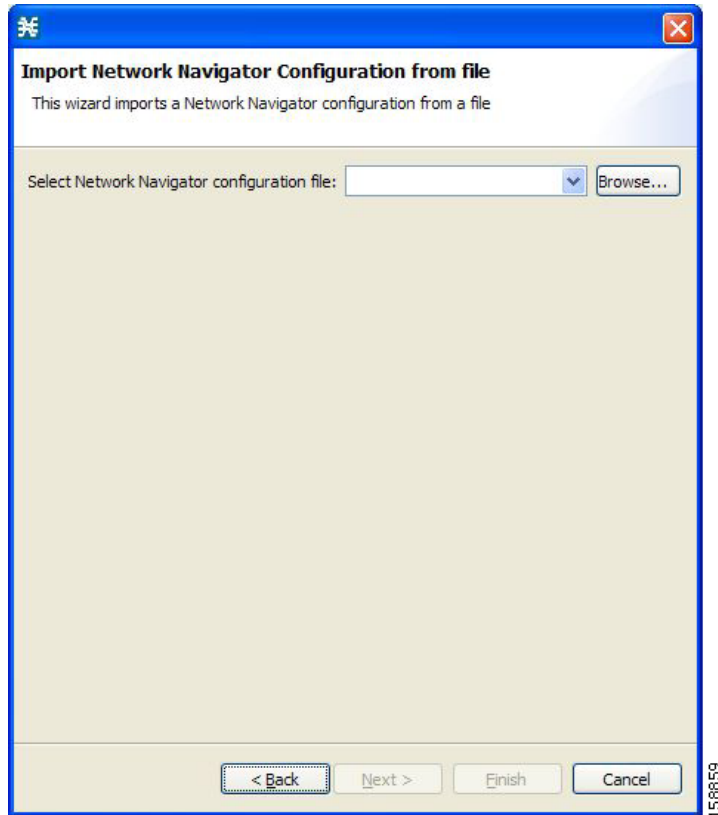 Import Network Navigator Configuration from file
This wizard imports a Network Navigator configuration from a file
Select Network Navigator configuration file: Browse...
< Back Next > Finish Cancel
158859